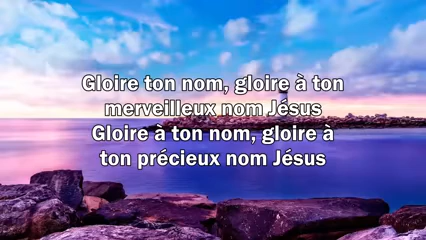 Gloire ton nom, gloire à ton
merveilleux nom Jésus
Gloire à ton nom, gloire à
ton précieux nom Jésus